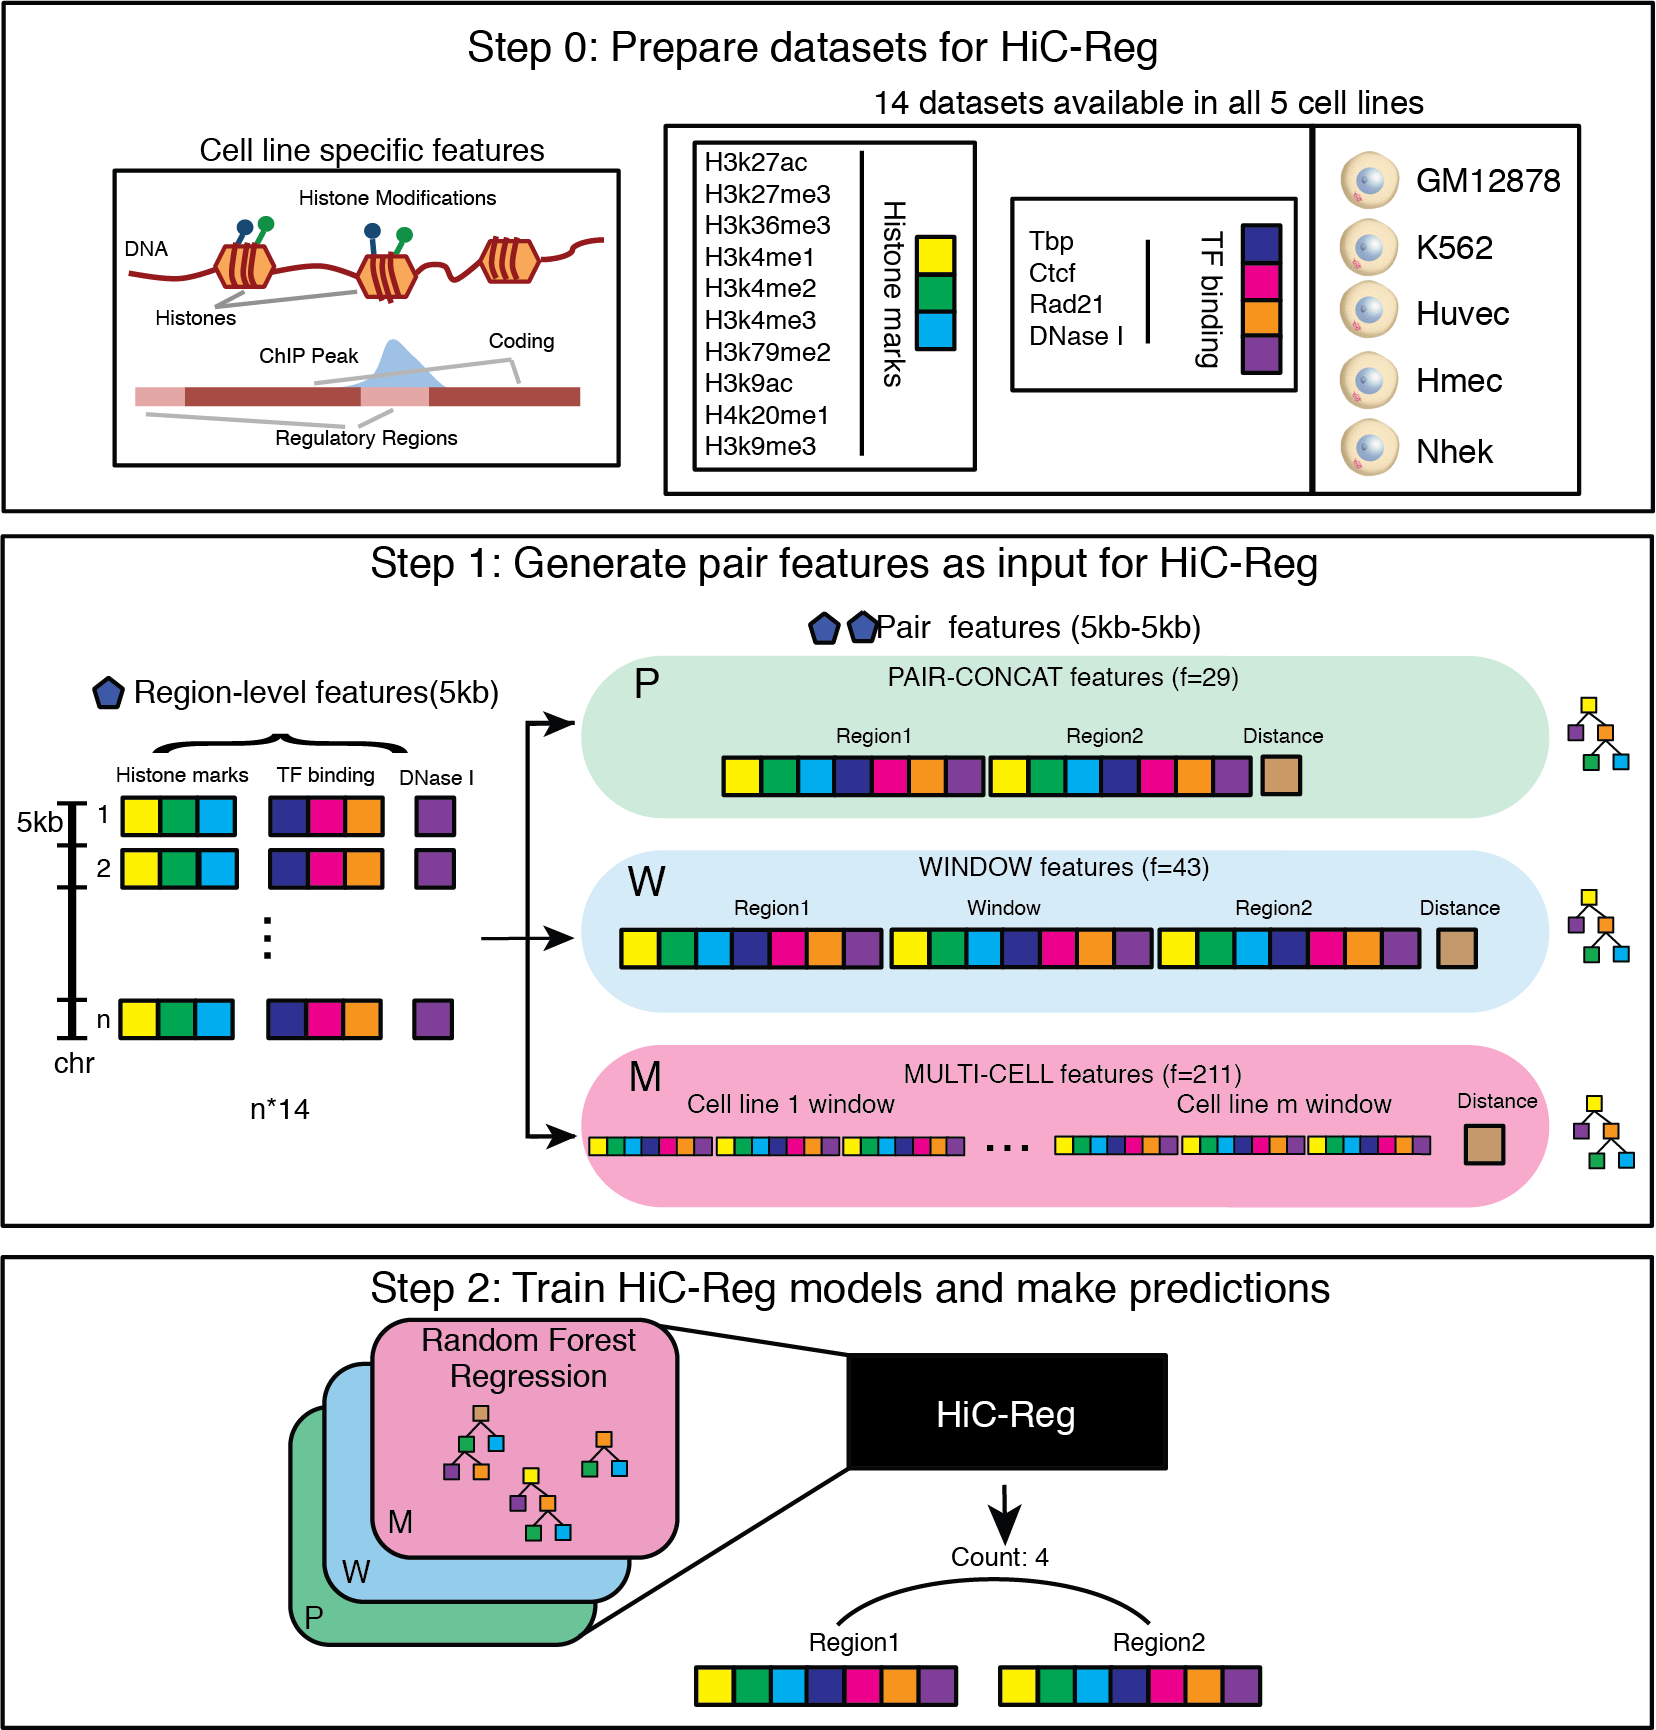 Step 0: Prepare datasets for HiC-Reg
14 datasets available in all 5 cell lines
Cell line specific features
Histone Modifications
DNA
Histones
ChIP Peak
Coding
Regulatory Regions
H3k27ac
H3k27me3
H3k36me3
H3k4me1
H3k4me2
H3k4me3
H3k79me2
H3k9ac
H4k20me1
H3k9me3
Histone marks
Tbp
Ctcf
Rad21
DNase I
TF binding
GM12878
K562
Huvec
Hmec
Nhek
Step 1: Generate pair features as input for HiC-Reg
Pair features (5kb-5kb)
Region-level features(5kb)
Histone marks
TF binding
DNase I
5kb
1
2
n
chr
n*14
P
PAIR-CONCAT features (f=29)
Region1
Region2
Distance
W
WINDOW features (f=43)
Region1
Window
Region2
Distance
M
MULTI-CELL features (f=211)
Cell line 1 window
Cell line m window
Distance
...
Step 2: Train HiC-Reg models and make predictions
Random Forest
Regression
M
W
P
HiC-Reg
Count: 4
Region1
Region2